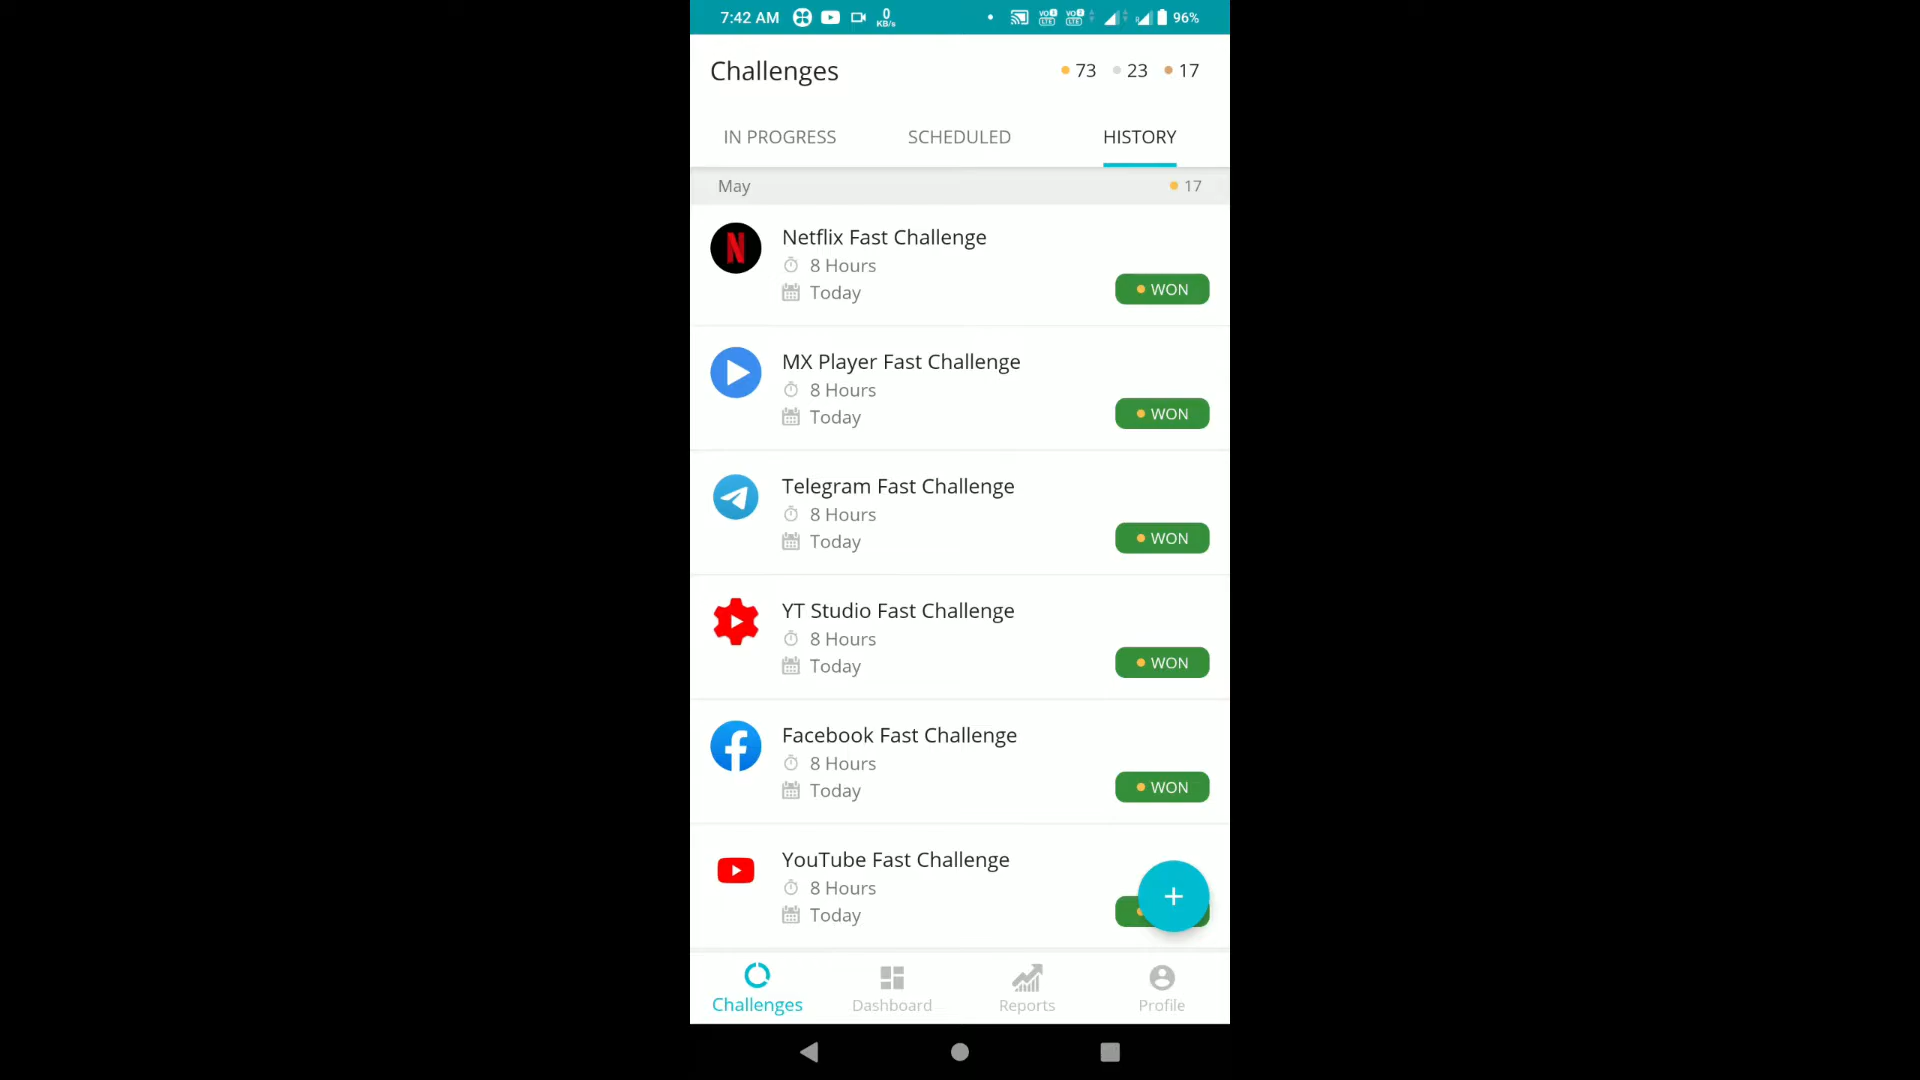 7:42 AM 0 KB/s 96%
Challenges 73 23 17
IN PROGRESS SCHEDULED HISTORY
May 17
Netflix Fast Challenge
8 Hours
Today WON
MX Player Fast Challenge
8 Hours
Today WON
Telegram Fast Challenge
8 Hours
Today WON
YT Studio Fast Challenge
8 Hours
Today WON
Facebook Fast Challenge
8 Hours
Today WON
YouTube Fast Challenge
8 Hours
Today
Challenges Dashboard Reports Profile